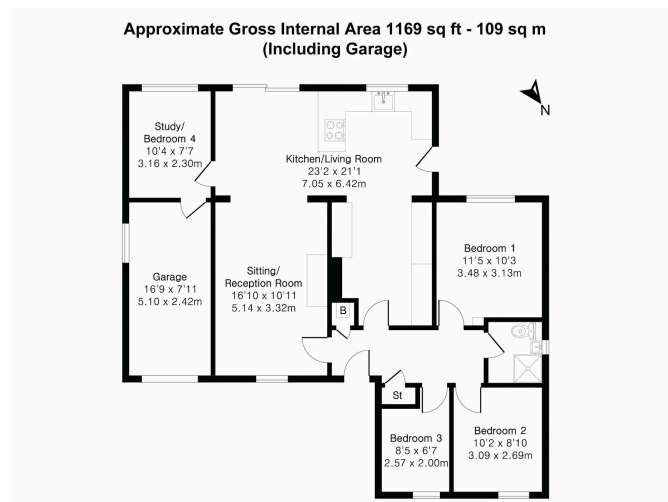 Approximate Gross Internal Area 1169 sq ft - 109 sq m
(Including Garage)
N
Study/
Bedroom 4
10'4 x 7'7
3.16 x 2.30m
Kitchen/Living Room
23'2 x 21'1
7.05 x 6.42m
Bedroom 1
11'5 x 10'3
3.48 x 3.13m
Garage
16'9 x 7'11
5.10 x 2.42m
Sitting/
Reception Room
16'10 x 10'11
5.14 x 3.32m
B
St
Bedroom 3
8'5 x 6'7
2.57 x 2.00m
Bedroom 2
10'2 x 8'10
3.09 x 2.69m